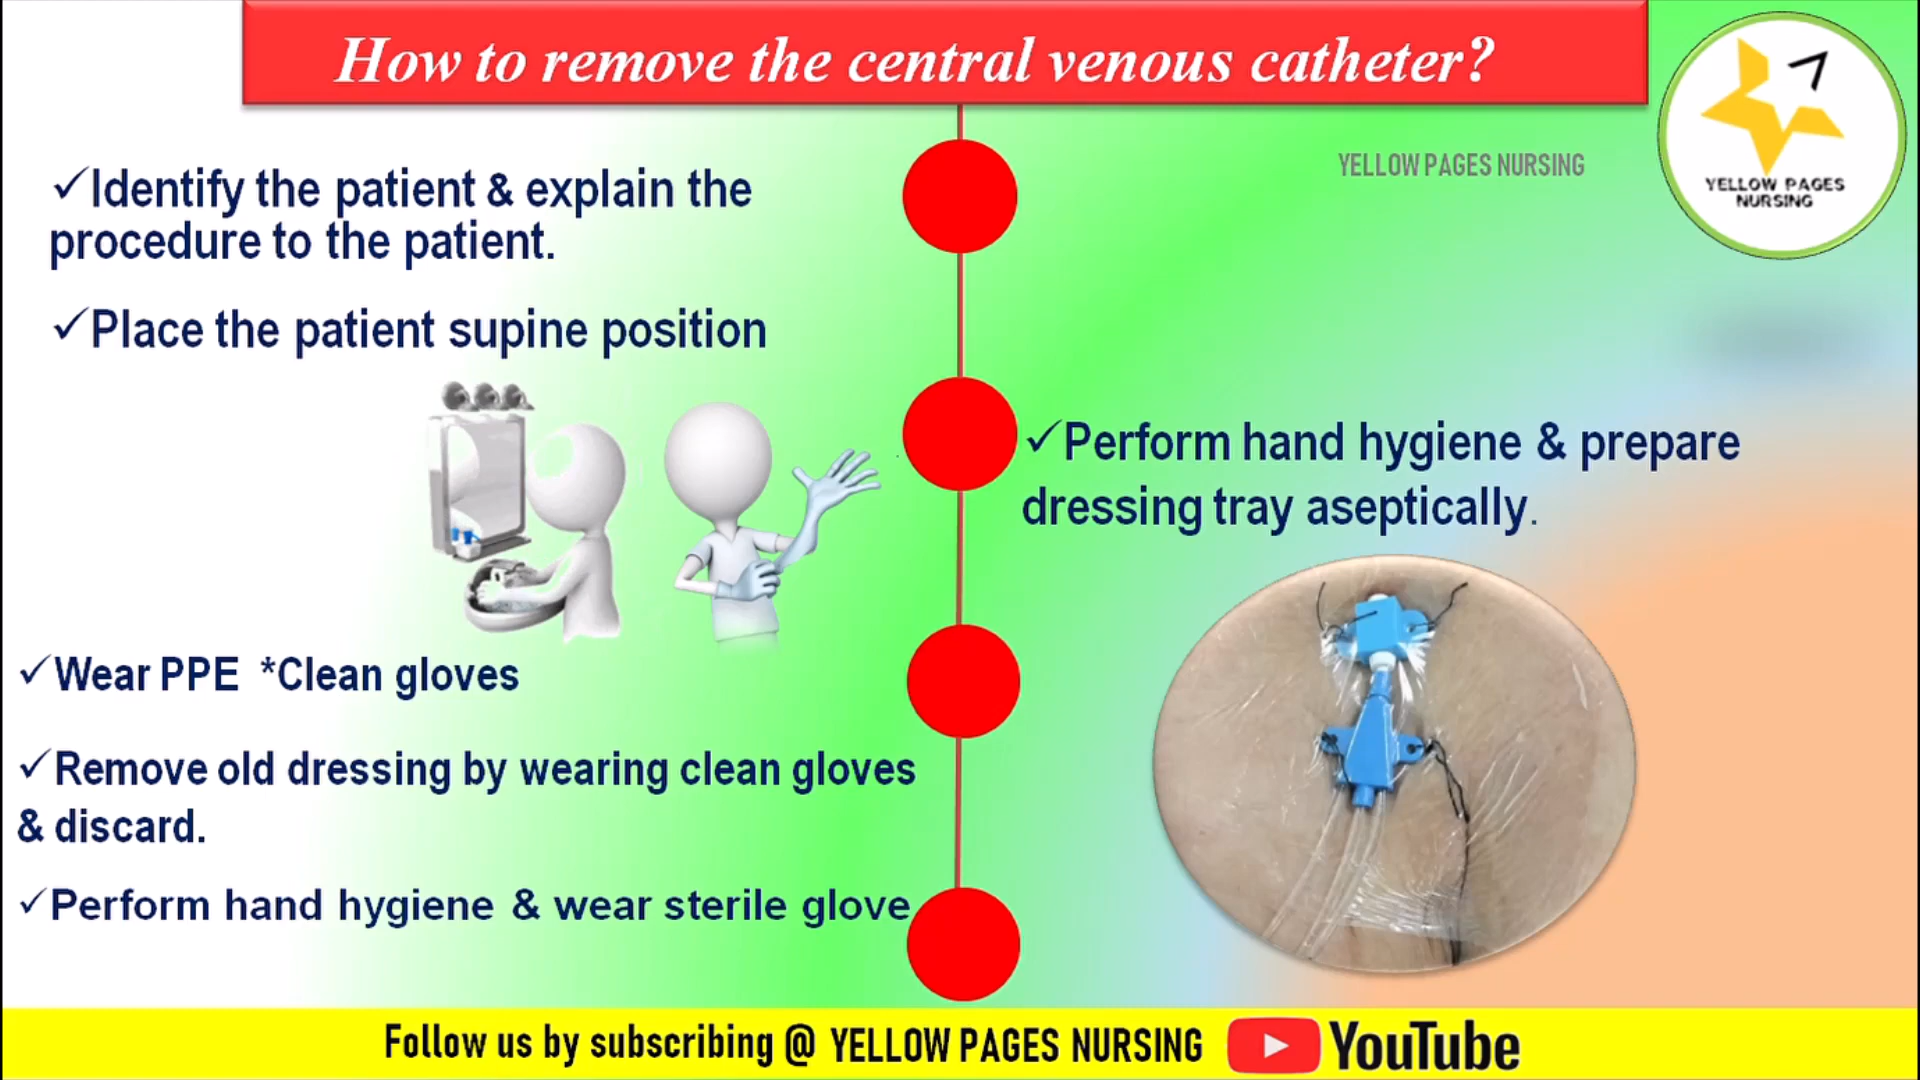 How to remove the central venous catheter?
YELLOW PAGES
NURSING
YELLOW PAGES NURSING
✓Identify the patient & explain the
procedure to the patient.
✓Place the patient supine position
✓Perform hand hygiene & prepare
dressing tray aseptically.
✓Wear PPE *Clean gloves
✓Remove old dressing by wearing clean gloves
& discard.
✓Perform hand hygiene & wear sterile glove
Follow us by subscribing @ YELLOW PAGES NURSING YouTube